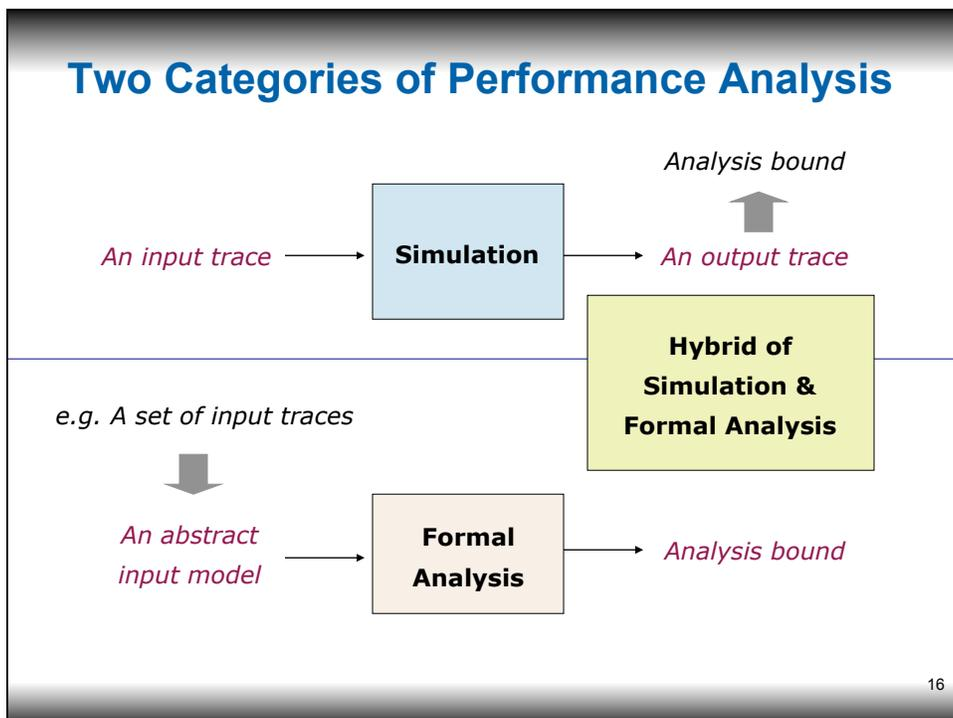 Two Categories of Performance Analysis
Analysis bound
An input trace
Simulation
An output trace
Hybrid of
Simulation &
Formal Analysis
e.g. A set of input traces
An abstract
input model
Formal
Analysis
Analysis bound
16